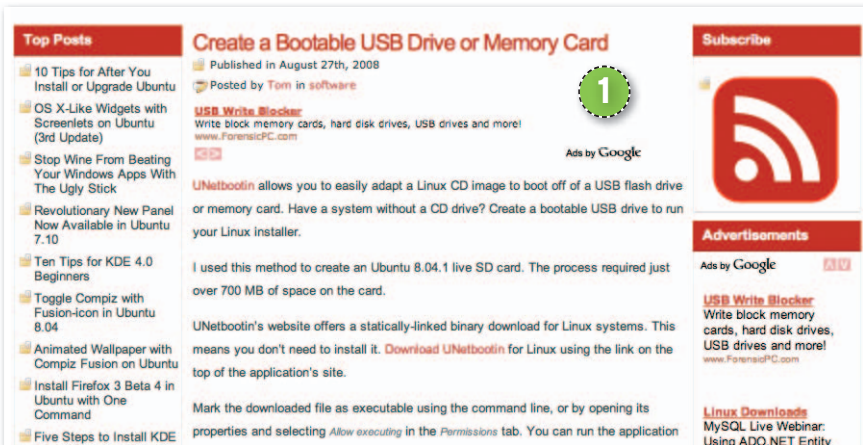 Top Posts
10 Tips for After You
Install or Upgrade Ubuntu
OS X-Like Widgets with
Screenlets on Ubuntu
(3rd Update)
Stop Wine From Beating
Your Windows Apps With
The Ugly Stick
Revolutionary New Panel
Now Available in Ubuntu
7.10
Ten Tips for KDE 4.0
Beginners
Toggle Compiz with
Fusion-icon in Ubuntu
8.04
Animated Wallpaper with
Compiz Fusion on Ubuntu
Install Firefox 3 Beta 4 in
Ubuntu with One
Command
Five Steps to Install KDE
Create a Bootable USB Drive or Memory Card
Published in August 27th, 2008
Posted by Tom in software
1
USB Write Blocker
Write block memory cards, hard disk drives, USB drives and more!
www.ForensicPC.com
Ads by Google
UNetbootin allows you to easily adapt a Linux CD image to boot off of a USB flash drive
or memory card. Have a system without a CD drive? Create a bootable USB drive to run
your Linux installer.
I used this method to create an Ubuntu 8.04.1 live SD card. The process required just
over 700 MB of space on the card.
UNetbootin's website offers a statically-linked binary download for Linux systems. This
means you don't need to install it. Download UNetbootin for Linux using the link on the
top of the application's site.
Mark the downloaded file as executable using the command line, or by opening its
properties and selecting Allow executing in the Permissions tab. You can run the application
Subscribe
Advertisements
Ads by Google
USB Write Blocker
Write block memory
cards, hard disk drives,
USB drives and more!
www.ForensicPC.com
Linux Downloads
MySQL Live Webinar:
Using ADO.NET Entity